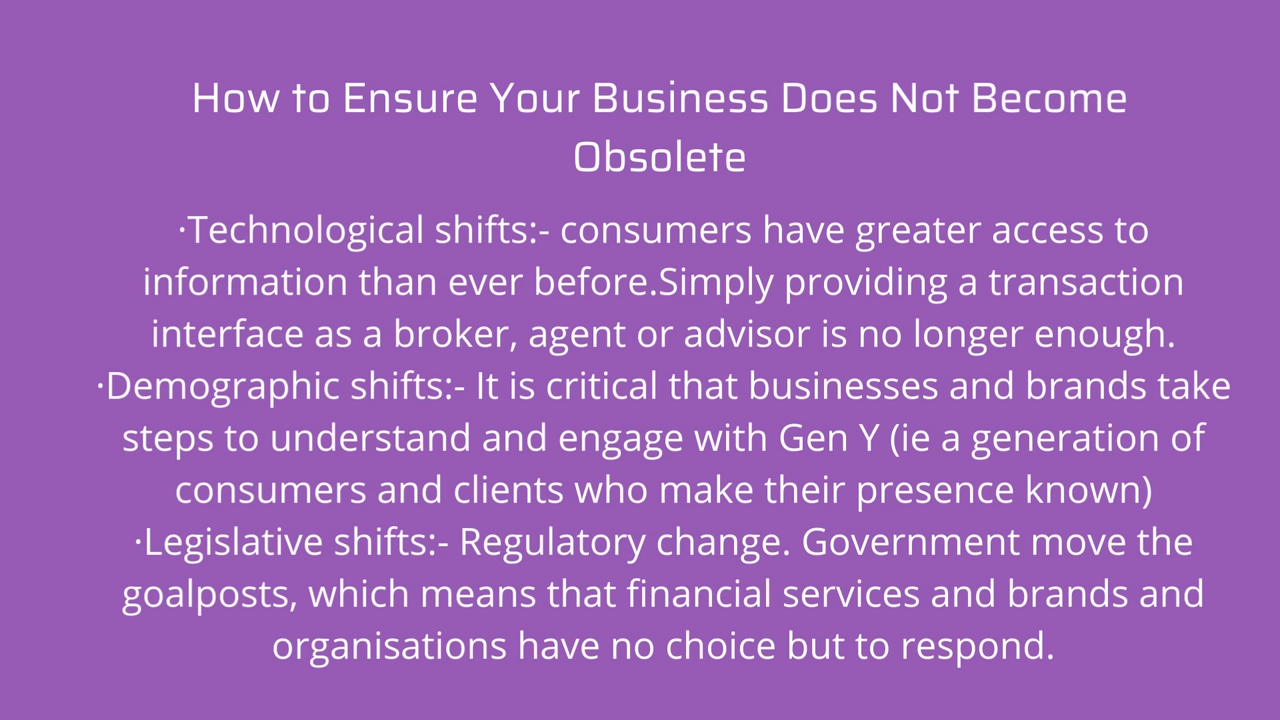 How to Ensure Your Business Does Not Become
Obsolete
·Technological shifts:- consumers have greater access to
information than ever before.Simply providing a transaction
interface as a broker, agent or advisor is no longer enough.
·Demographic shifts:- It is critical that businesses and brands take
steps to understand and engage with Gen Y (ie a generation of
consumers and clients who make their presence known)
·Legislative shifts:- Regulatory change. Government move the
goalposts, which means that financial services and brands and
organisations have no choice but to respond.